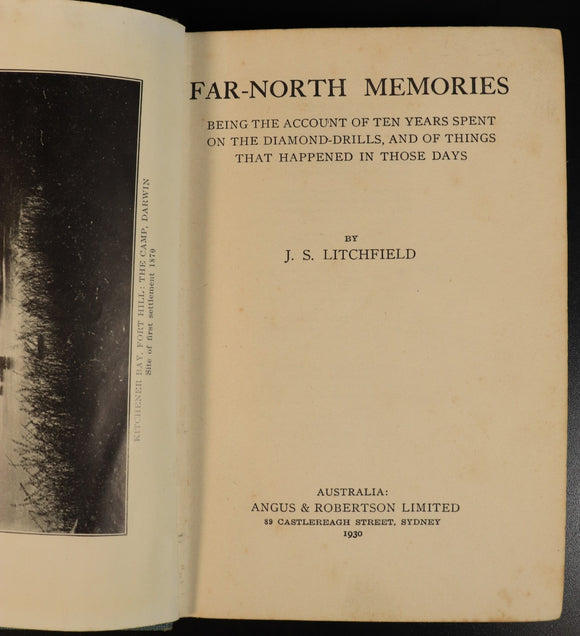 KITCHENER BAY, FORT HILL: THE CAMP, DARWIN
Site of first settlement 1870
FAR-NORTH MEMORIES
BEING THE ACCOUNT OF TEN YEARS SPENT
ON THE DIAMOND-DRILLS, AND OF THINGS
THAT HAPPENED IN THOSE DAYS
BY
J. S. LITCHFIELD
AUSTRALIA:
ANGUS & ROBERTSON LIMITED
89 CASTLEREAGH STREET, SYDNEY
1930